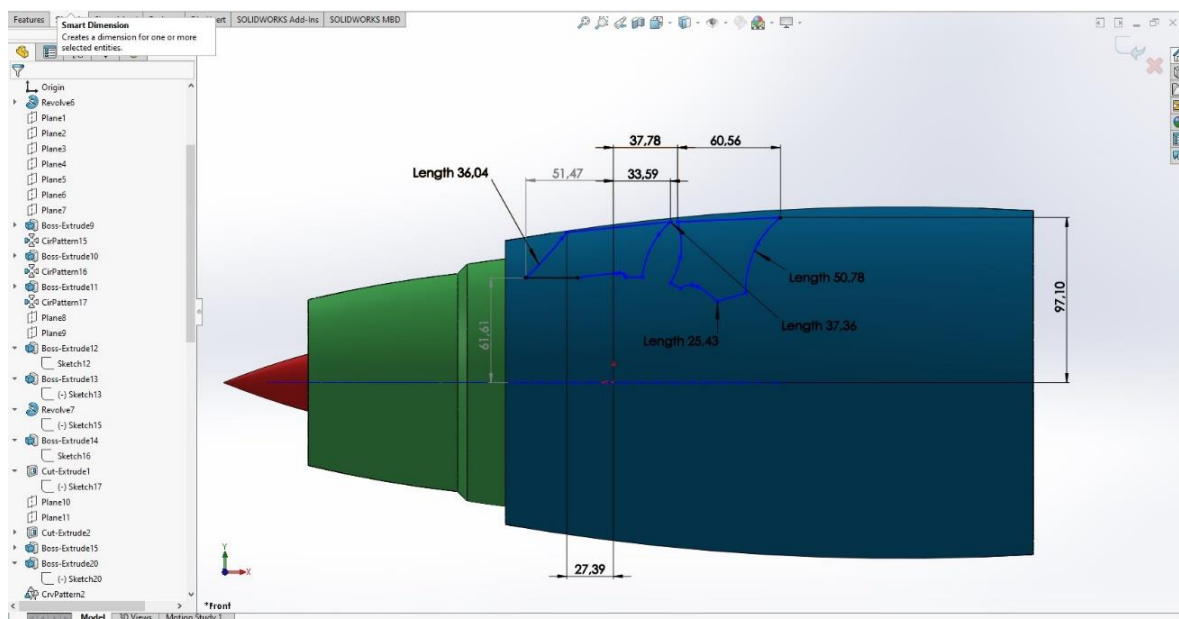 Features
SOLIDWORKS Add-Ins
SOLIDWORKS MBD
Smart Dimension
Creates a dimension for one or more
selected entities.
Origin
Revolve6
Plane1
Plane2
Plane3
Plane4
Plane5
Plane6
Plane7
Boss-Extrude9
CirPattern15
Boss-Extrude10
CirPattern16
Boss-Extrude11
CirPattern17
Plane8
Plane9
Boss-Extrude12
Sketch12
Boss-Extrude13
(-) Sketch13
Revolve7
(-) Sketch15
Boss-Extrude14
Sketch16
Cut-Extrude1
(-) Sketch17
Plane10
Plane11
Cut-Extrude2
Boss-Extrude15
Boss-Extrude20
(-) Sketch20
CrvPattern2
37,78
60,56
Length 36,04
51,47
33,59
Length 50,78
61,61
97,10
Length 37,36
Length 25,43
27,39
Y
X
*Front
Model
3D Views
Motion Study 1